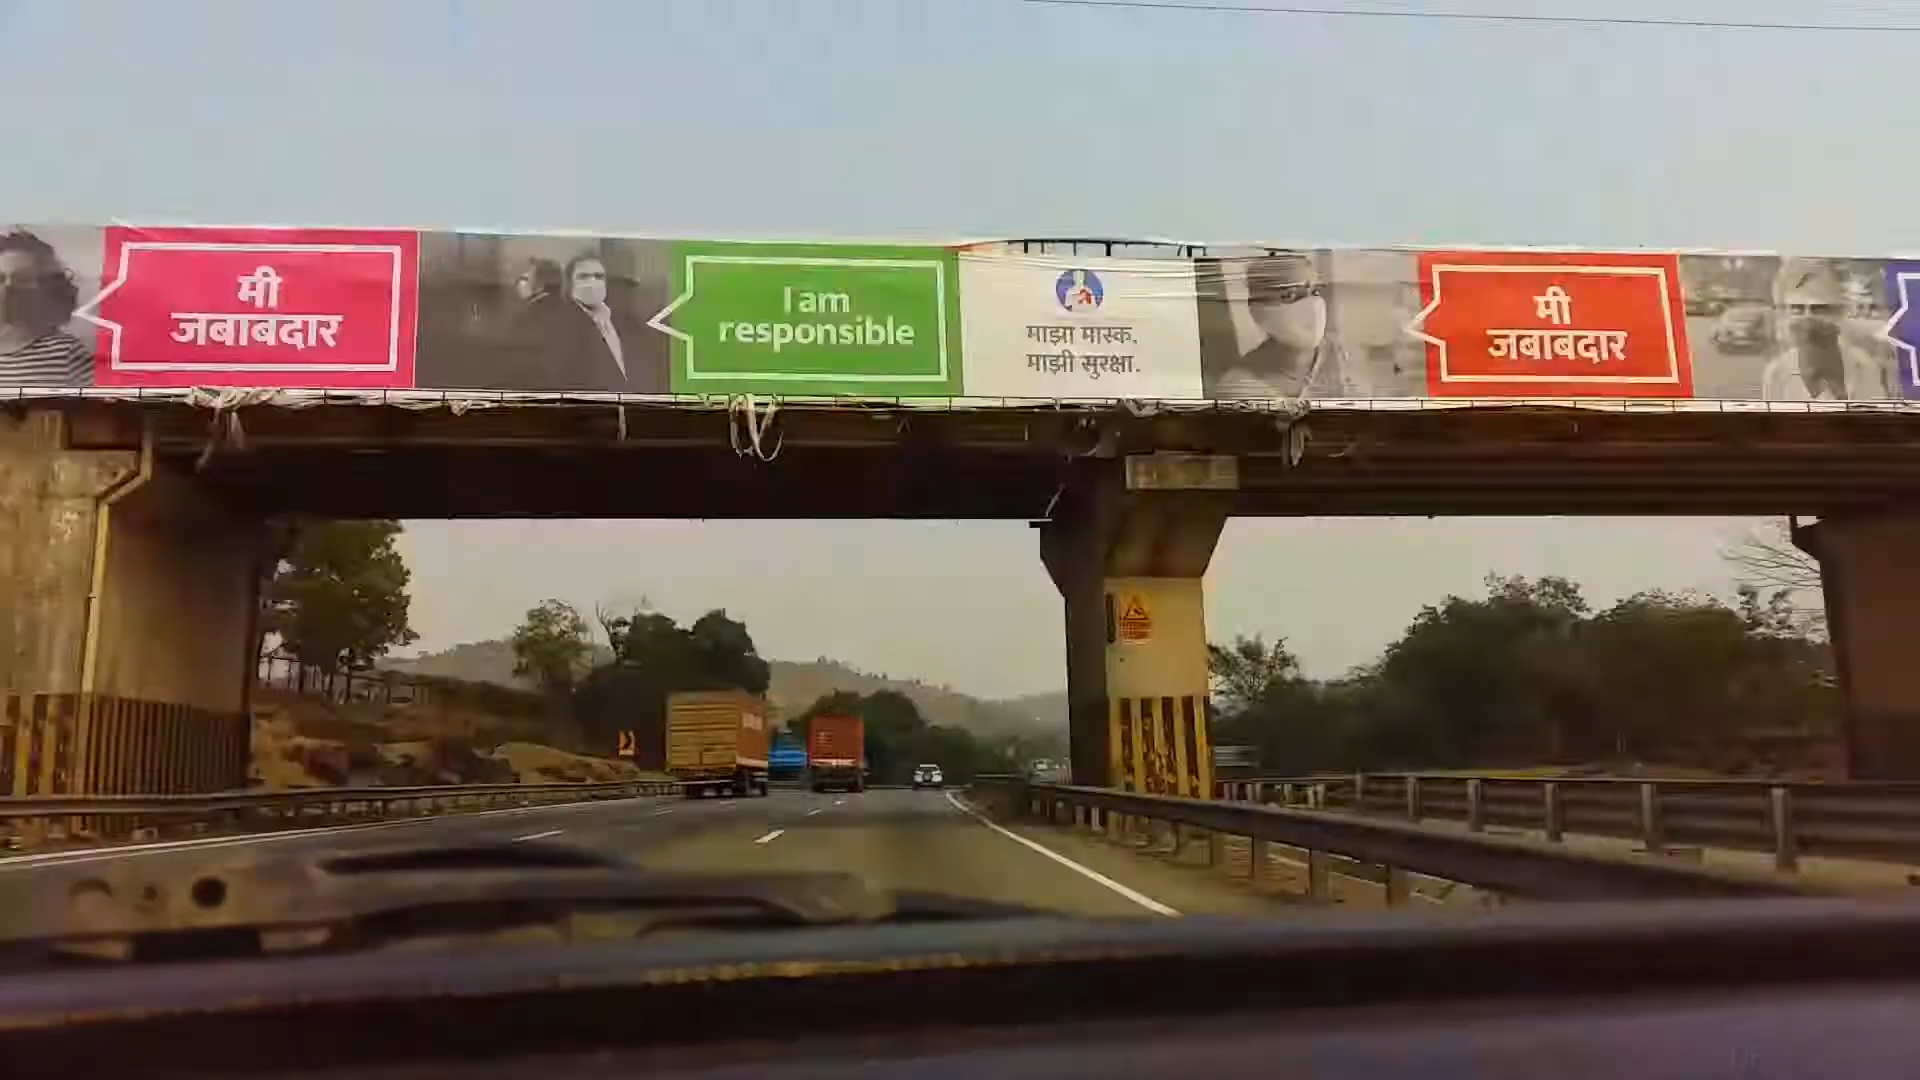 मी
जबाबदार
I am
responsible
माझा मास्क.
माझी सुरक्षा.
मी
जबाबदार